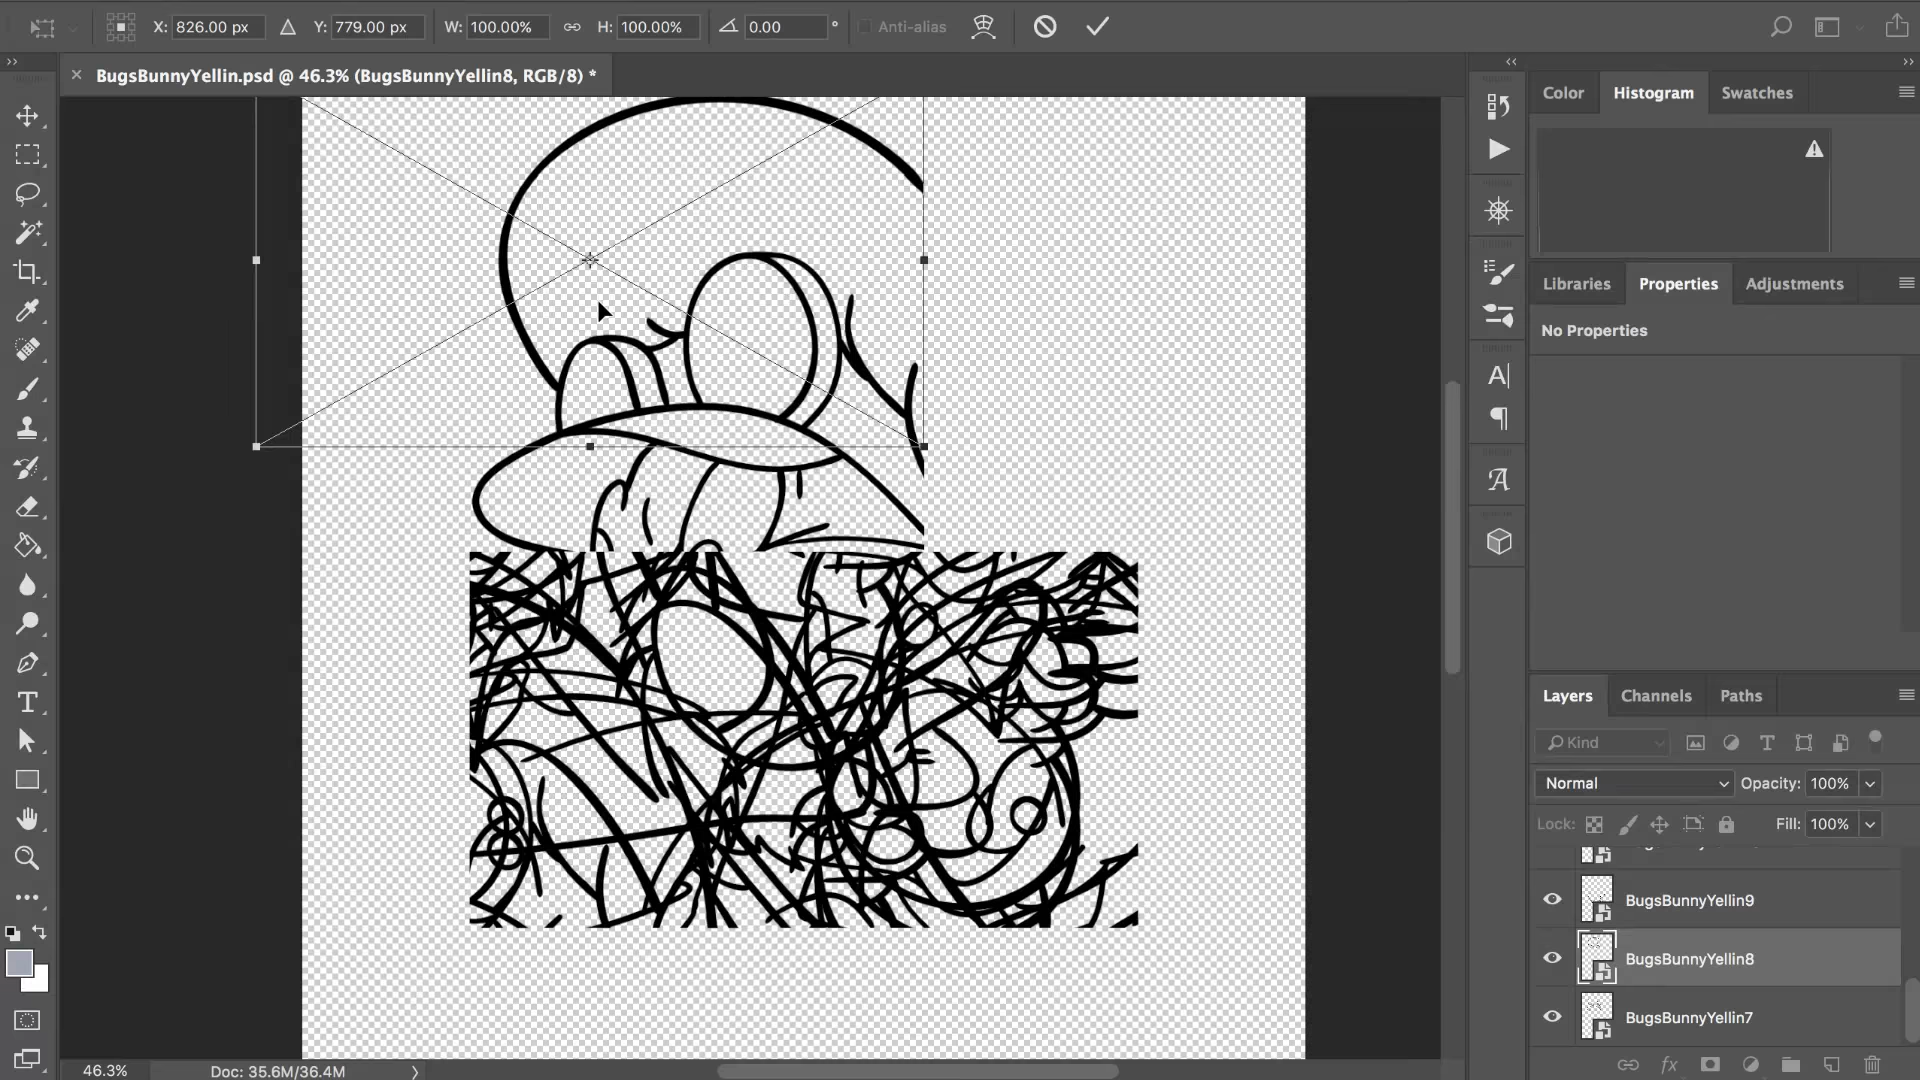 X: 826.00 px Y: 779.00 px W: 100.00% H: 100.00% 0.00 ° Anti-alias
BugsBunnyYellin.psd @ 46.3% (BugsBunnyYellin8, RGB/8) *
Color Histogram Swatches
Libraries Properties Adjustments
No Properties
Layers Channels Paths
Kind
Normal Opacity: 100%
Lock: Fill: 100%
BugsBunnyYellin9
BugsBunnyYellin8
BugsBunnyYellin7
46.3% Doc: 35.6M/36.4M